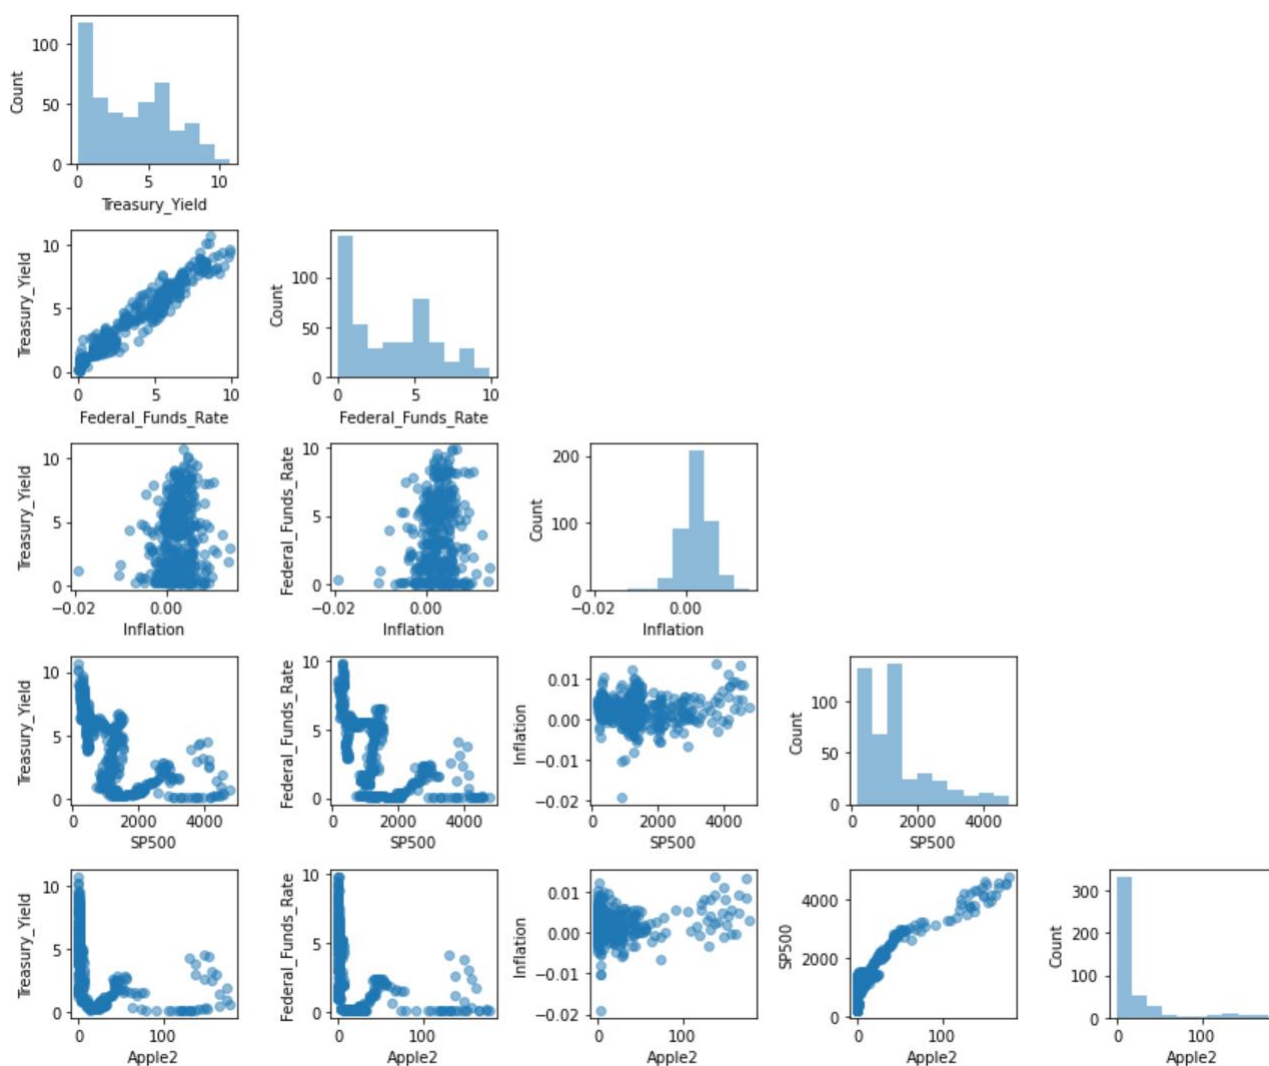 100
50
0
Count
0 5 10
Treasury_Yield
10
5
0
Treasury_Yield
0 5 10
Federal_Funds_Rate
100
50
0
Count
0 5 10
Federal_Funds_Rate
10
5
0
Treasury_Yield
−0.02 0.00
Inflation
10
5
0
Federal_Funds_Rate
−0.02 0.00
Inflation
200
100
0
Count
−0.02 0.00
Inflation
10
5
0
Treasury_Yield
0 2000 4000
SP500
10
5
0
Federal_Funds_Rate
0 2000 4000
SP500
0.01
0.00
−0.01
−0.02
Inflation
0 2000 4000
SP500
100
50
0
Count
0 2000 4000
SP500
10
5
0
Treasury_Yield
0 100
Apple2
10
5
0
Federal_Funds_Rate
0 100
Apple2
0.01
0.00
−0.01
−0.02
Inflation
0 100
Apple2
4000
2000
0
SP500
0 100
Apple2
300
200
100
0
Count
0 100
Apple2